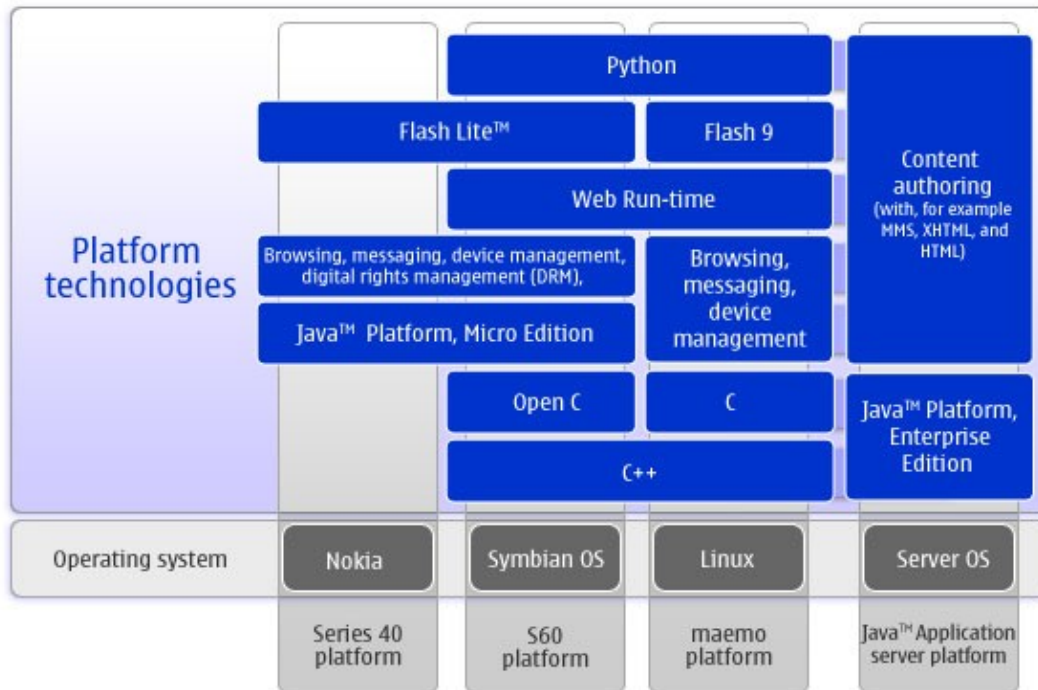 Python
Flash Lite™
Flash 9
Web Run-time
Content
authoring
(with, for example
MMS, XHTML, and
HTML)
Platform
technologies
Browsing, messaging, device management,
digital rights management (DRM),
Browsing,
messaging,
device
management
Java™ Platform, Micro Edition
Open C
C
Java™ Platform,
Enterprise
Edition
C++
Operating system
Nokia
Symbian OS
Linux
Server OS
Series 40
platform
S60
platform
maemo
platform
Java™ Application
server platform